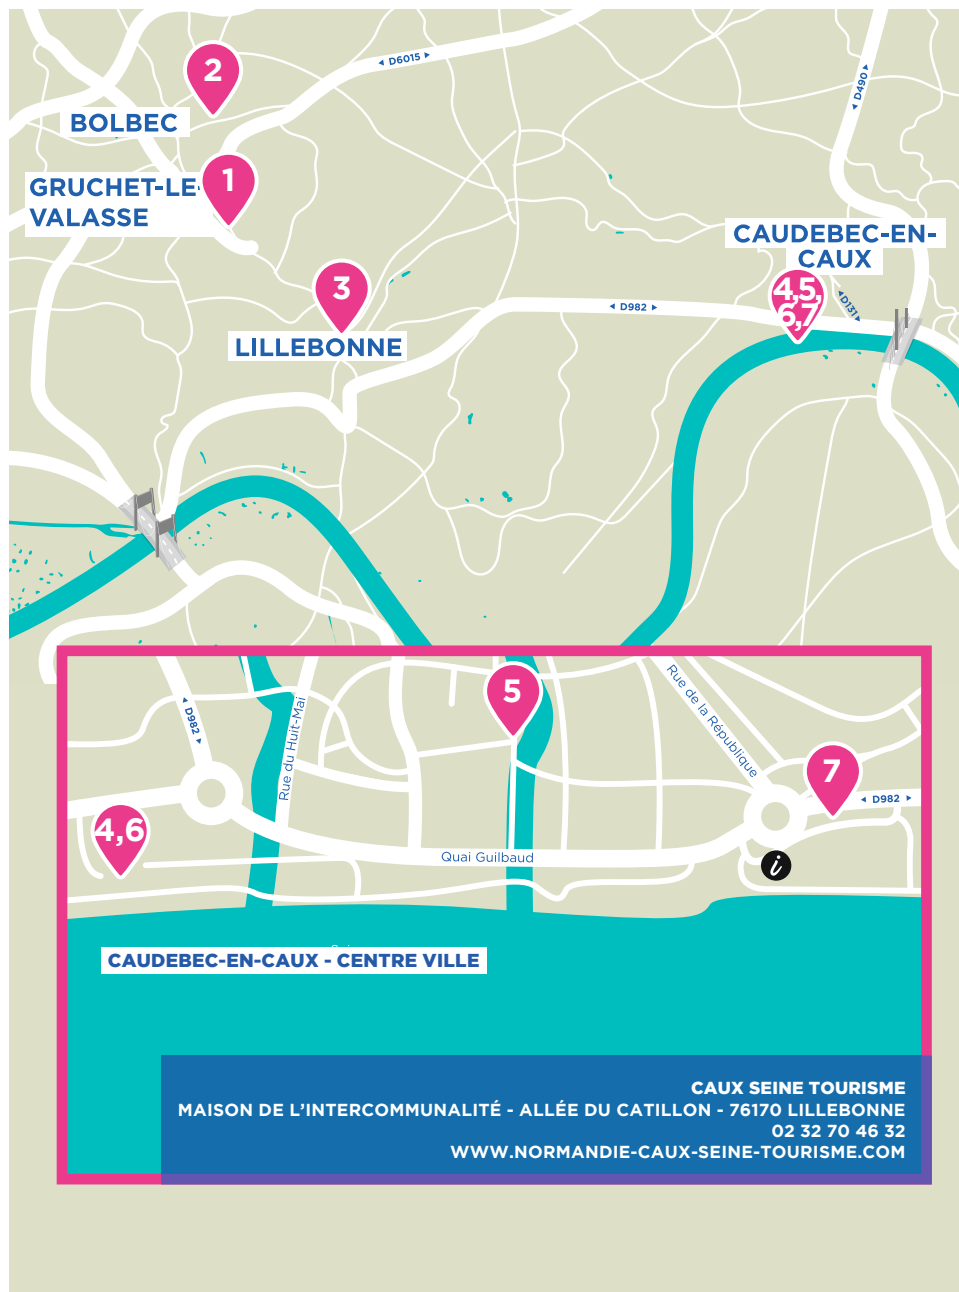 D6015
D490
2
BOLBEC
1
GRUCHET-LE-
VALASSE
CAUDEBEC-EN-
CAUX
3
4,5,
6,7
D131
D982
LILLEBONNE
Rue de la République
5
D982
Rue du Huit-Mai
7
D982
4,6
Quai Guilbaud
i
CAUDEBEC-EN-CAUX - CENTRE VILLE
CAUX SEINE TOURISME
MAISON DE L’INTERCOMMUNALITÉ - ALLÉE DU CATILLON - 76170 LILLEBONNE
02 32 70 46 32
WWW.NORMANDIE-CAUX-SEINE-TOURISME.COM